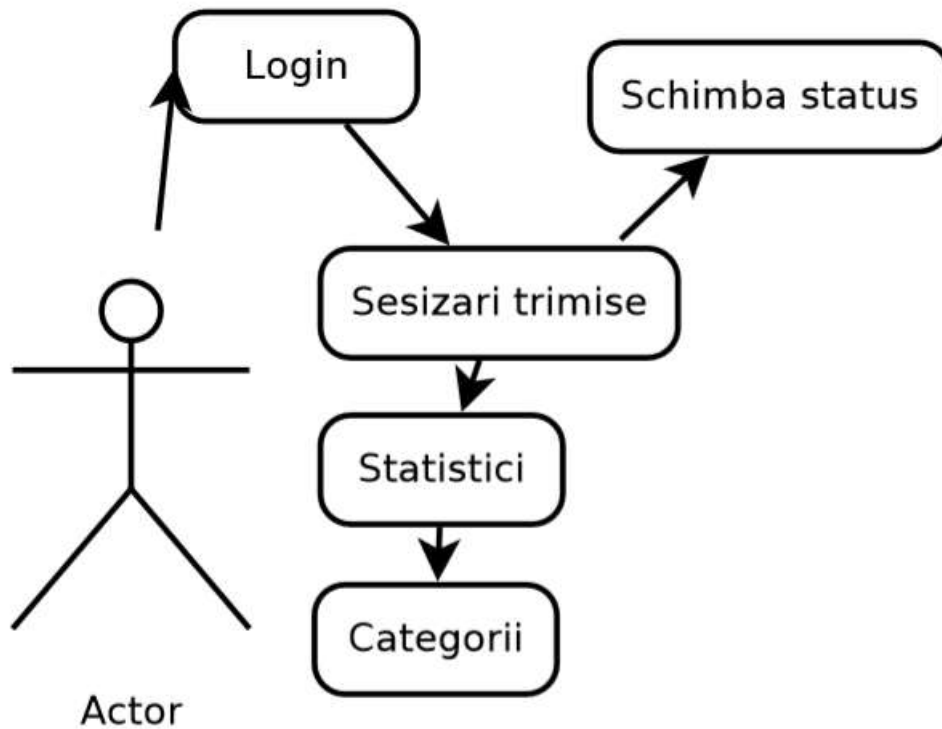 Login
Schimba status
Sesizari trimise
Statistici
Categorii
Actor